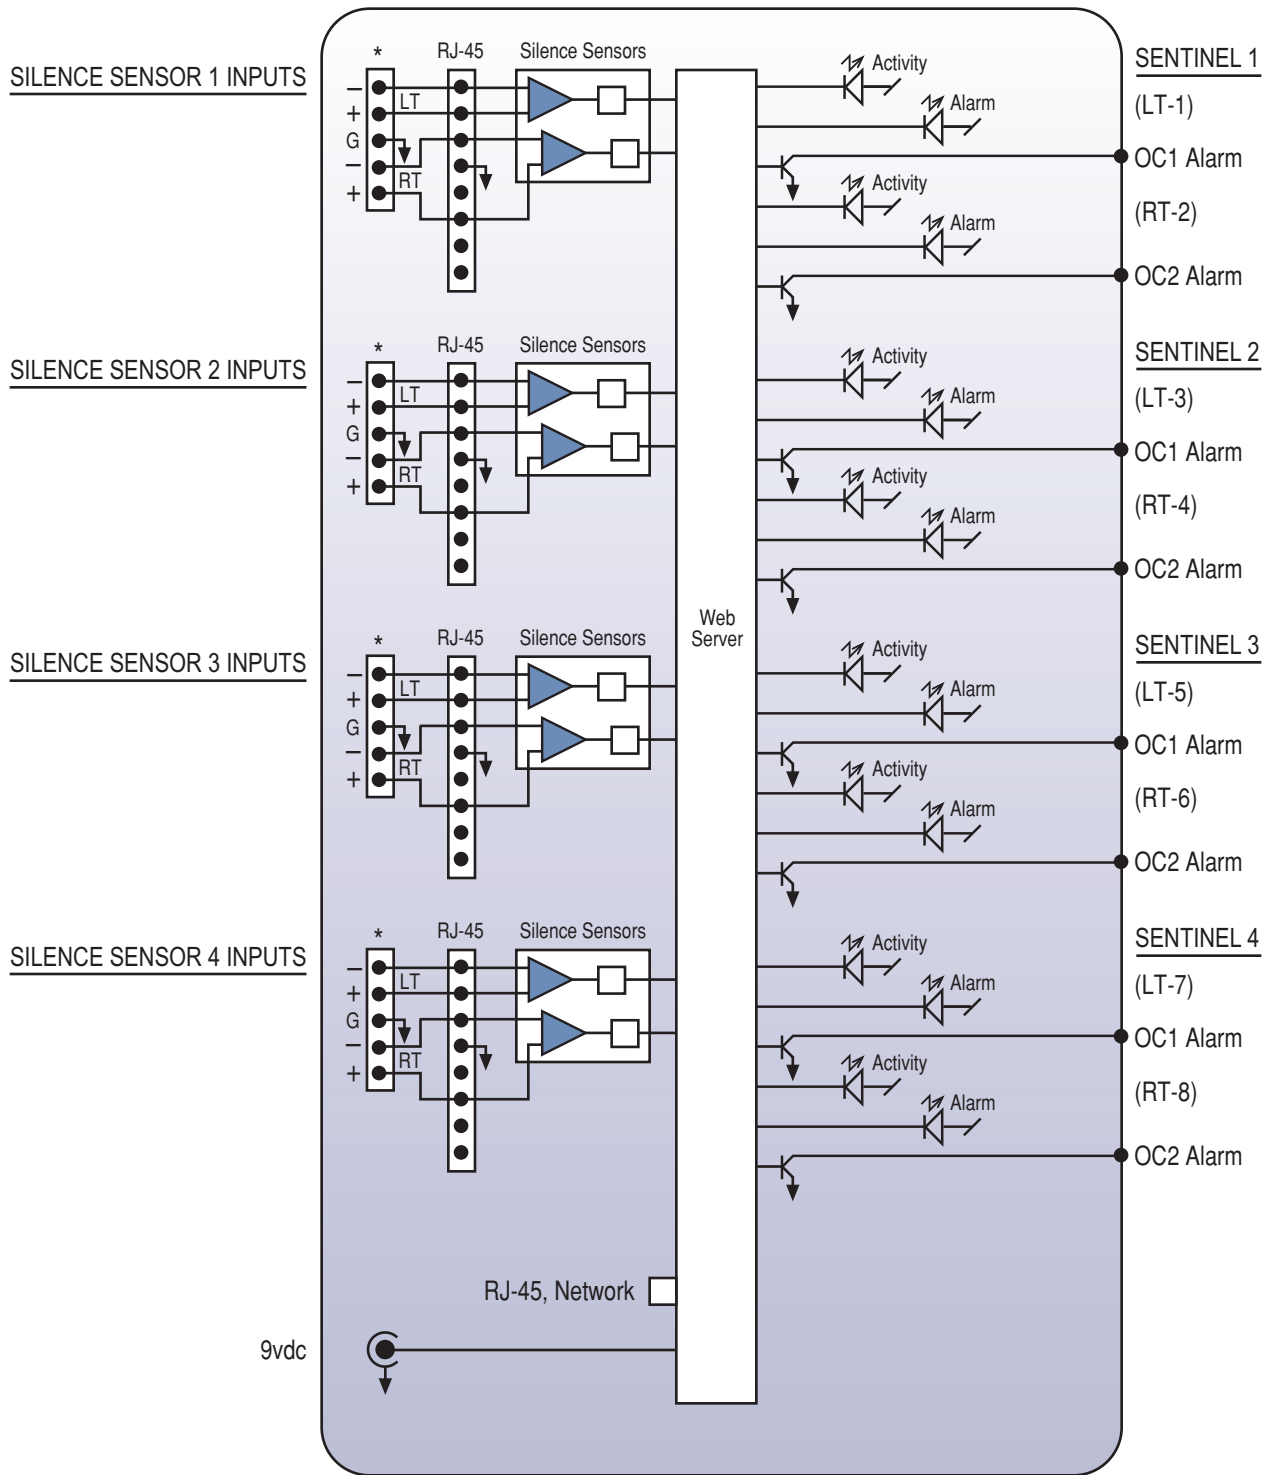 SILENCE SENSOR 1 INPUTS
*
RJ-45
Silence Sensors
–
+
G
–
+
LT
RT
Activity
Alarm
Activity
Alarm
SENTINEL 1
(LT-1)
OC1 Alarm
(RT-2)
OC2 Alarm
SILENCE SENSOR 2 INPUTS
*
RJ-45
Silence Sensors
–
+
G
–
+
LT
RT
Activity
Alarm
Activity
Alarm
SENTINEL 2
(LT-3)
OC1 Alarm
(RT-4)
OC2 Alarm
Web
Server
SILENCE SENSOR 3 INPUTS
*
RJ-45
Silence Sensors
–
+
G
–
+
LT
RT
Activity
Alarm
Activity
Alarm
SENTINEL 3
(LT-5)
OC1 Alarm
(RT-6)
OC2 Alarm
SILENCE SENSOR 4 INPUTS
*
RJ-45
Silence Sensors
–
+
G
–
+
LT
RT
Activity
Alarm
Activity
Alarm
SENTINEL 4
(LT-7)
OC1 Alarm
(RT-8)
OC2 Alarm
RJ-45, Network
9vdc